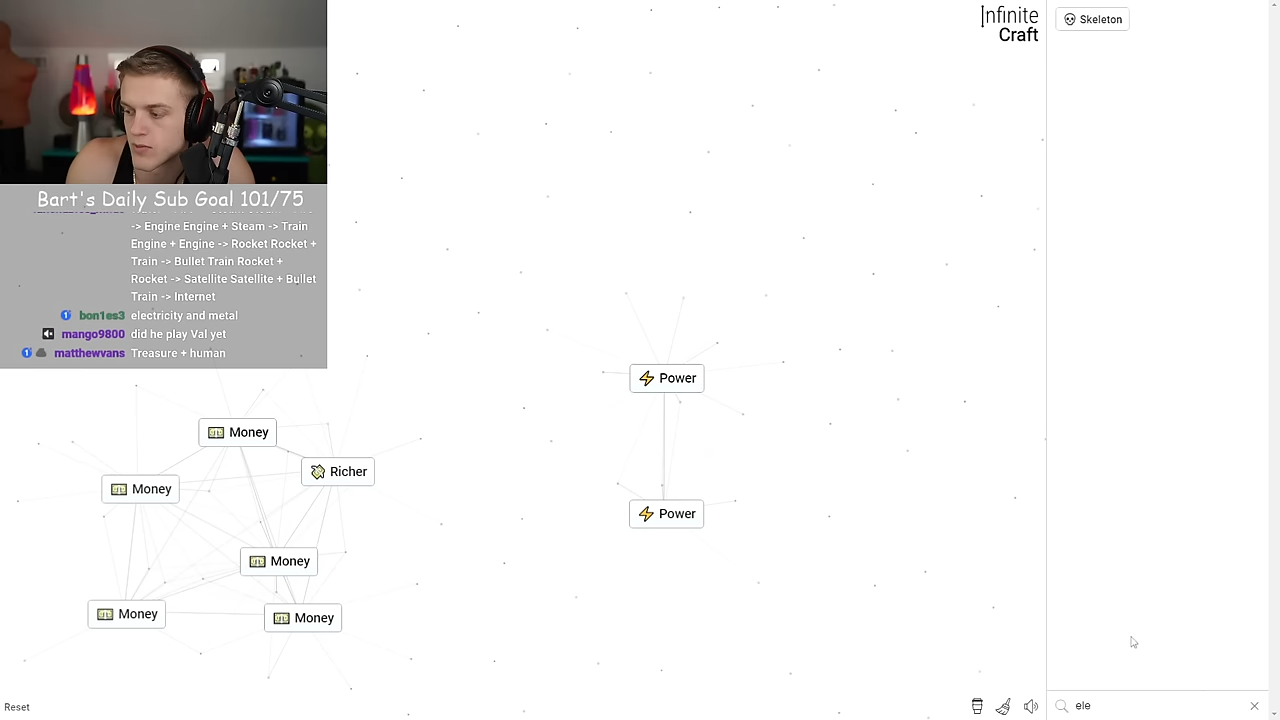 Infinite
Craft
Skeleton
Bart's Daily Sub Goal 101/75
-> Engine Engine + Steam -> Train
Engine + Engine -> Rocket Rocket +
Train -> Bullet Train Rocket +
Rocket -> Satellite Satellite + Bullet
Train -> Internet
bon1es3 electricity and metal
mango9800 did he play Val yet
matthewvans Treasure + human
Power
Money
Richer
Money
Power
Money
Money
Money
Reset
ele